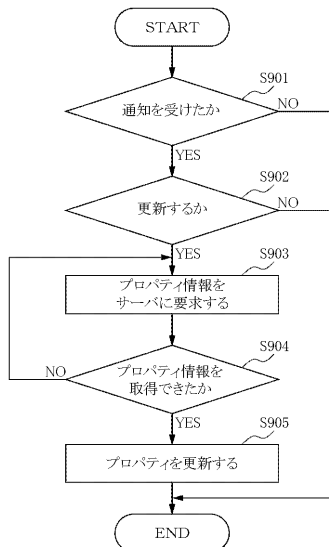 START
S901
通知を受けたか
NO
YES
S902
更新するか
NO
YES
S903
プロパティ情報を
サーバに要求する
S904
プロパティ情報を
取得できたか
NO
YES
S905
プロパティを更新する
END